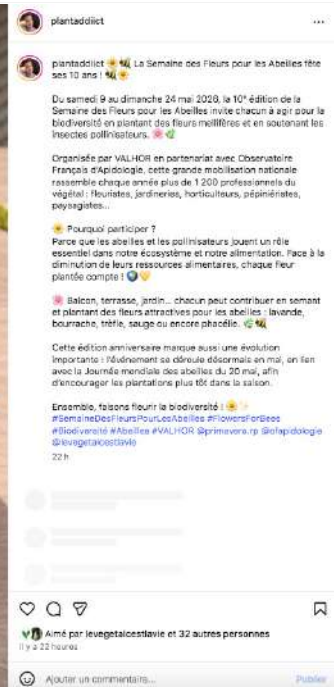 plantaddiict
plantaddiict 🌼🐝 La Semaine des Fleurs pour les Abeilles fête
ses 10 ans ! 🐝🌼
Du samedi 9 au dimanche 24 mai 2026, la 10ᵉ édition de la
Semaine des Fleurs pour les Abeilles invite chacun à agir pour la
biodiversité en plantant des fleurs mellifères et en soutenant les
insectes pollinisateurs. 🌸🌿
Organisée par VALHOR en partenariat avec Observatoire
Français d'Apidologie, cette grande mobilisation nationale
rassemble chaque année plus de 1 200 professionnels du
végétal : fleuristes, jardineries, horticulteurs, pépiniéristes,
paysagistes...
🌼 Pourquoi participer ?
Parce que les abeilles et les pollinisateurs jouent un rôle
essentiel dans notre écosystème et notre alimentation. Face à la
diminution de leurs ressources alimentaires, chaque fleur
plantée compte ! 🌍💛
🌸 Balcon, terrasse, jardin... chacun peut contribuer en semant
et plantant des fleurs attractives pour les abeilles : lavande,
bourrache, trèfle, sauge ou encore phacélie. 🌿🐝
Cette édition anniversaire marque aussi une évolution
importante : l'événement se déroule désormais en mai, en lien
avec la Journée mondiale des abeilles du 20 mai, afin
d'encourager les plantations plus tôt dans la saison.
Ensemble, faisons fleurir la biodiversité ! 🌼✨
#SemaineDesFleursPourLesAbeilles #FlowersForBees
#Biodiversité #Abeilles #VALHOR @primavera.rp @ofapidologie
@levegetalcestlavie
22 h
Aimé par levegetalcestlavie et 32 autres personnes
Il y a 22 heures
Ajouter un commentaire...
Publier